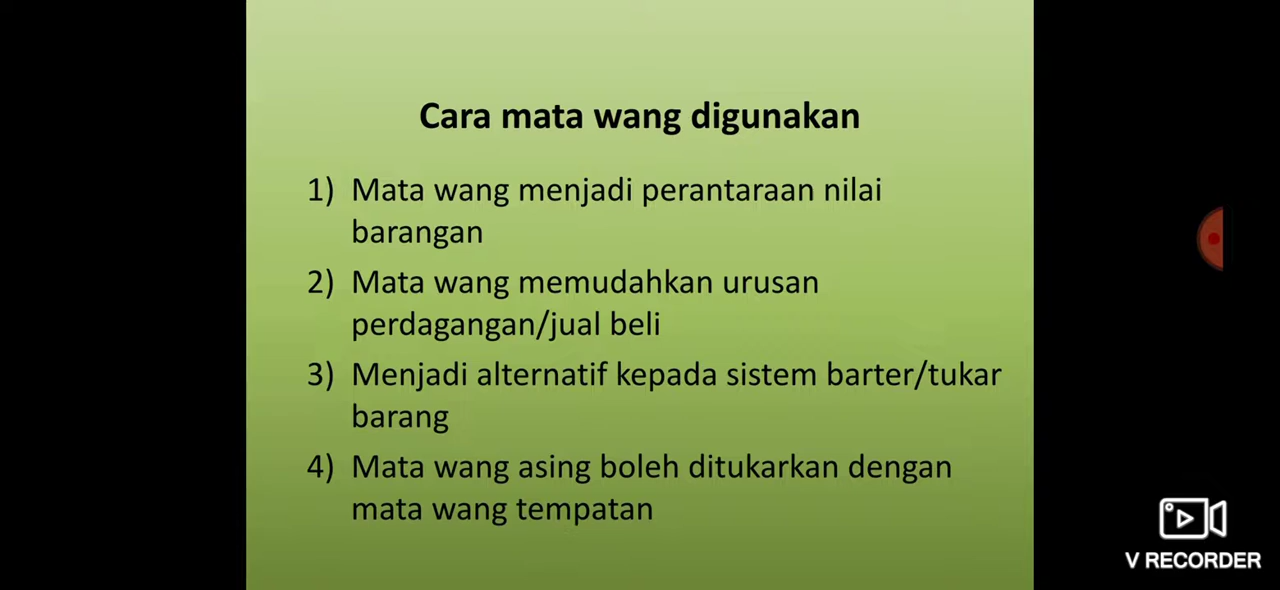 Cara mata wang digunakan
1) Mata wang menjadi perantaraan nilai
barangan
2) Mata wang memudahkan urusan
perdagangan/jual beli
3) Menjadi alternatif kepada sistem barter/tukar
barang
4) Mata wang asing boleh ditukarkan dengan
mata wang tempatan
V RECORDER